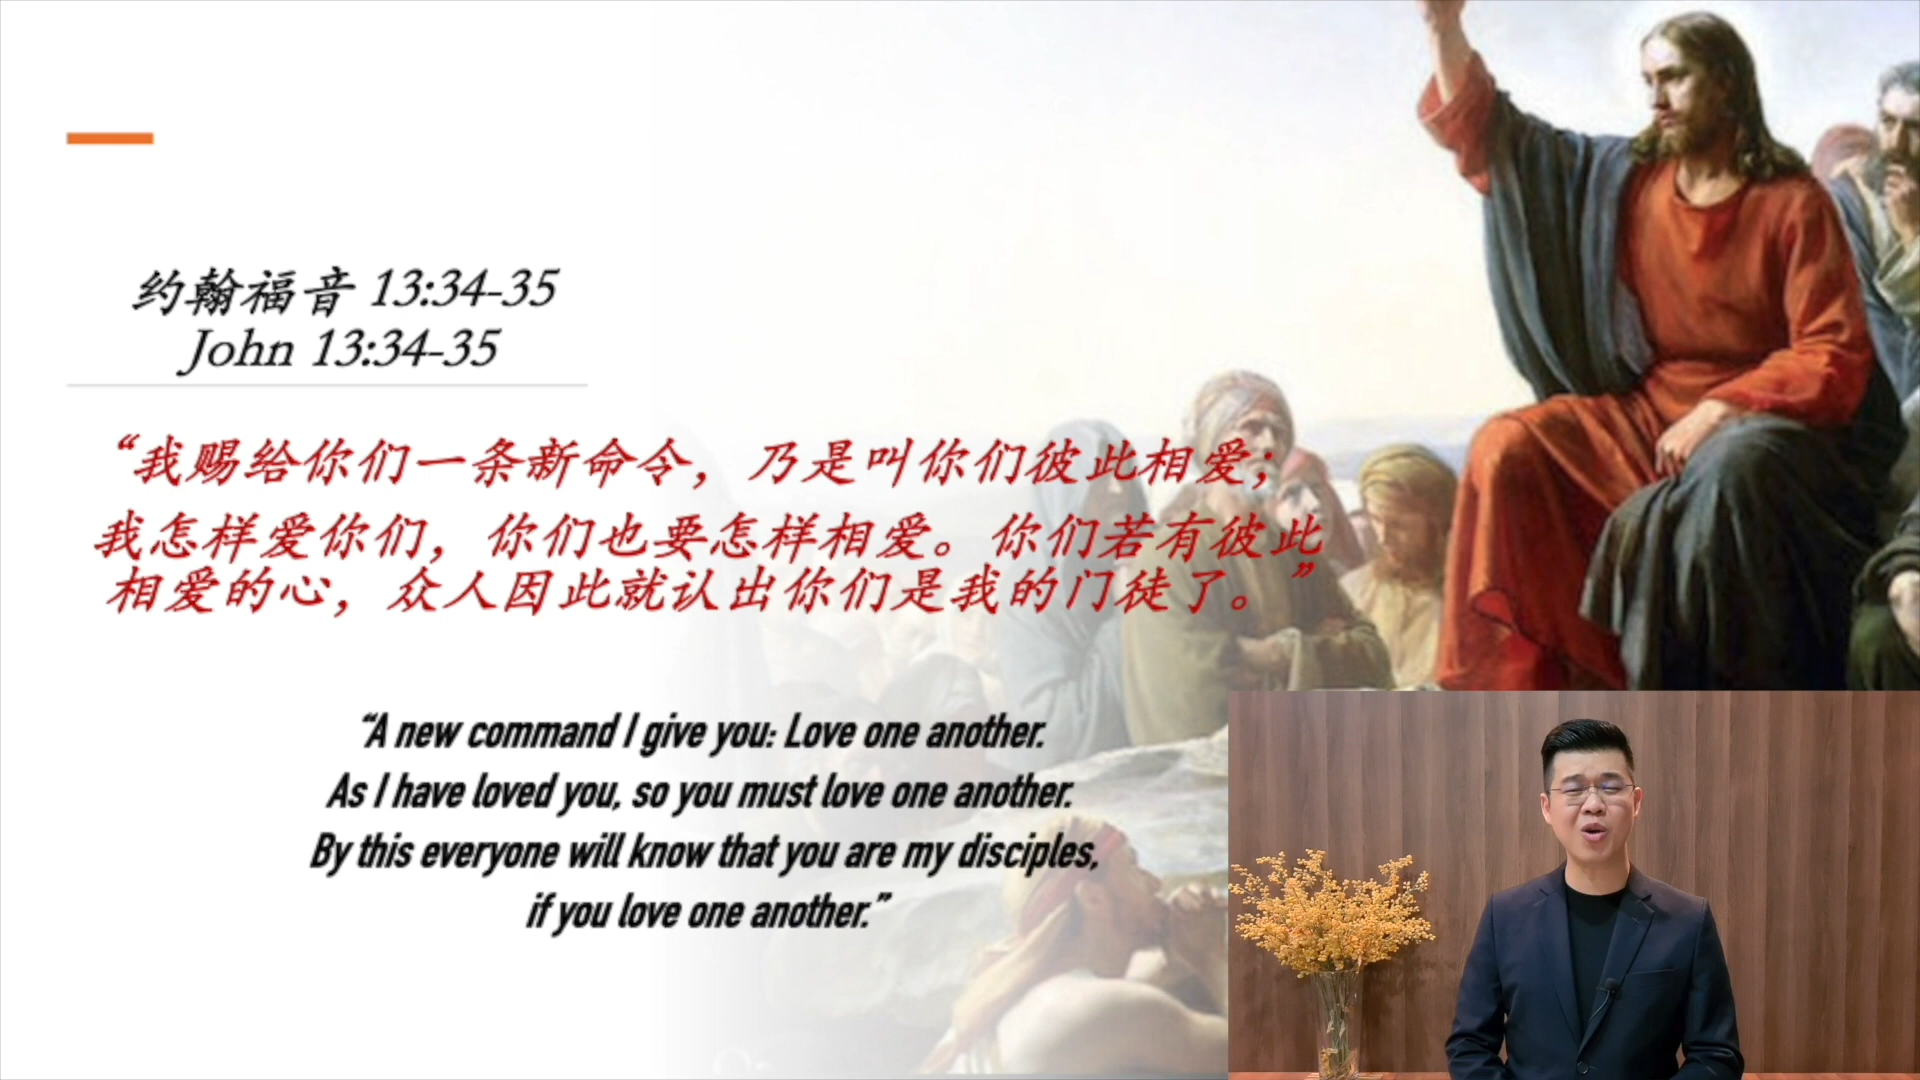 约翰福音 13:34-35
John 13:34-35
“我赐给你们一条新命令，乃是叫你们彼此相爱；
我怎样爱你们，你们也要怎样相爱。你们若有彼此
相爱的心，众人因此就认出你们是我的门徒了。”
“A new command I give you: Love one another.
As I have loved you, so you must love one another.
By this everyone will know that you are my disciples,
if you love one another.”